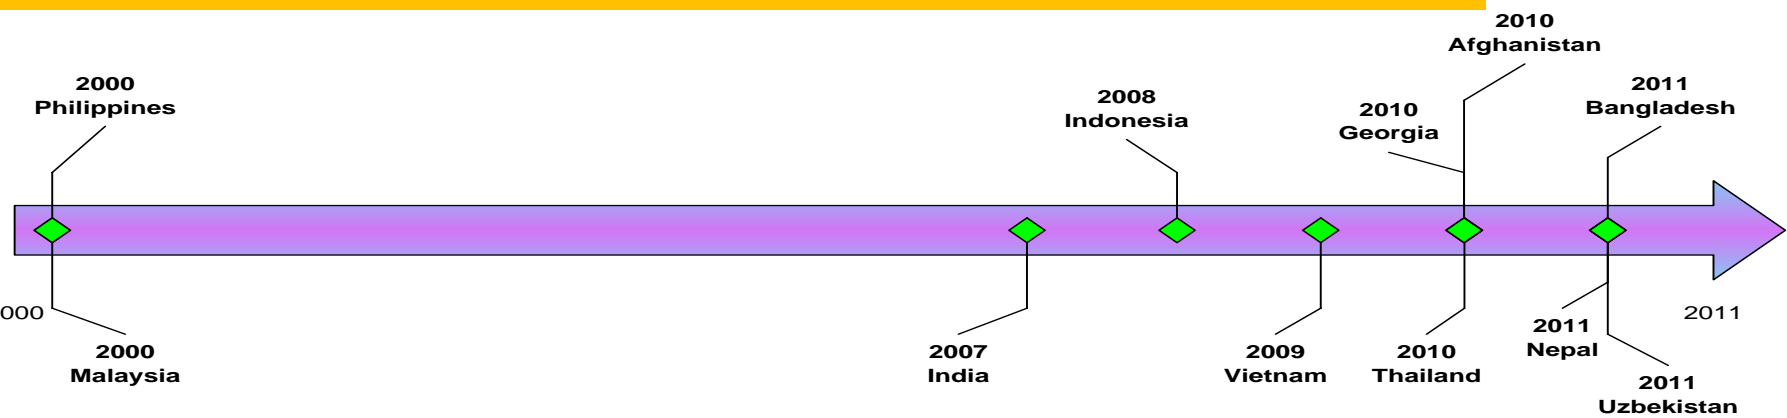 2010
Afghanistan
2000
Philippines
2008
Indonesia
2010
Georgia
2011
Bangladesh
000
2011
2000
Malaysia
2007
India
2009
Vietnam
2010
Thailand
2011
Nepal
2011
Uzbekistan